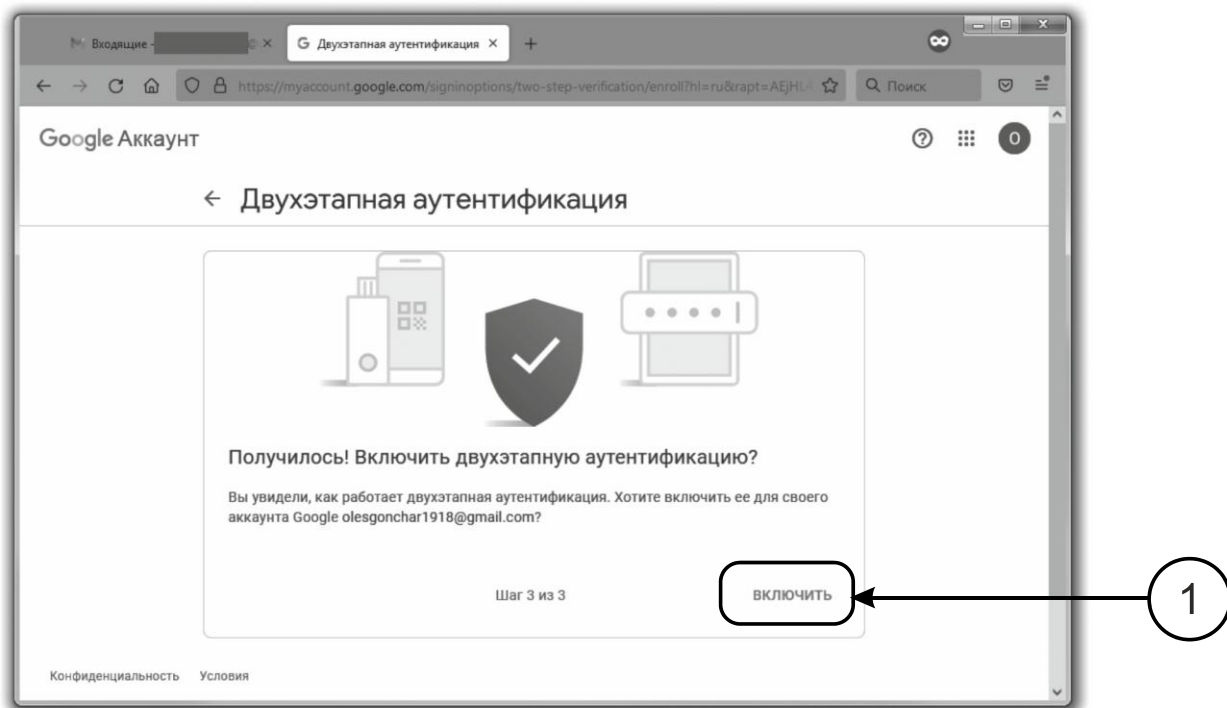 Входящие -
Двухэтапная аутентификация
https://myaccount.google.com/signinoptions/two-step-verification/enroll?hl=ru&rapt=AEjHL
Поиск
Google Аккаунт
O
Двухэтапная аутентификация
Получилось! Включить двухэтапную аутентификацию?
Вы увидели, как работает двухэтапная аутентификация. Хотите включить ее для своего
аккаунта Google olesgonchar1918@gmail.com?
Шаг 3 из 3
ВКЛЮЧИТЬ
1
Конфиденциальность Условия